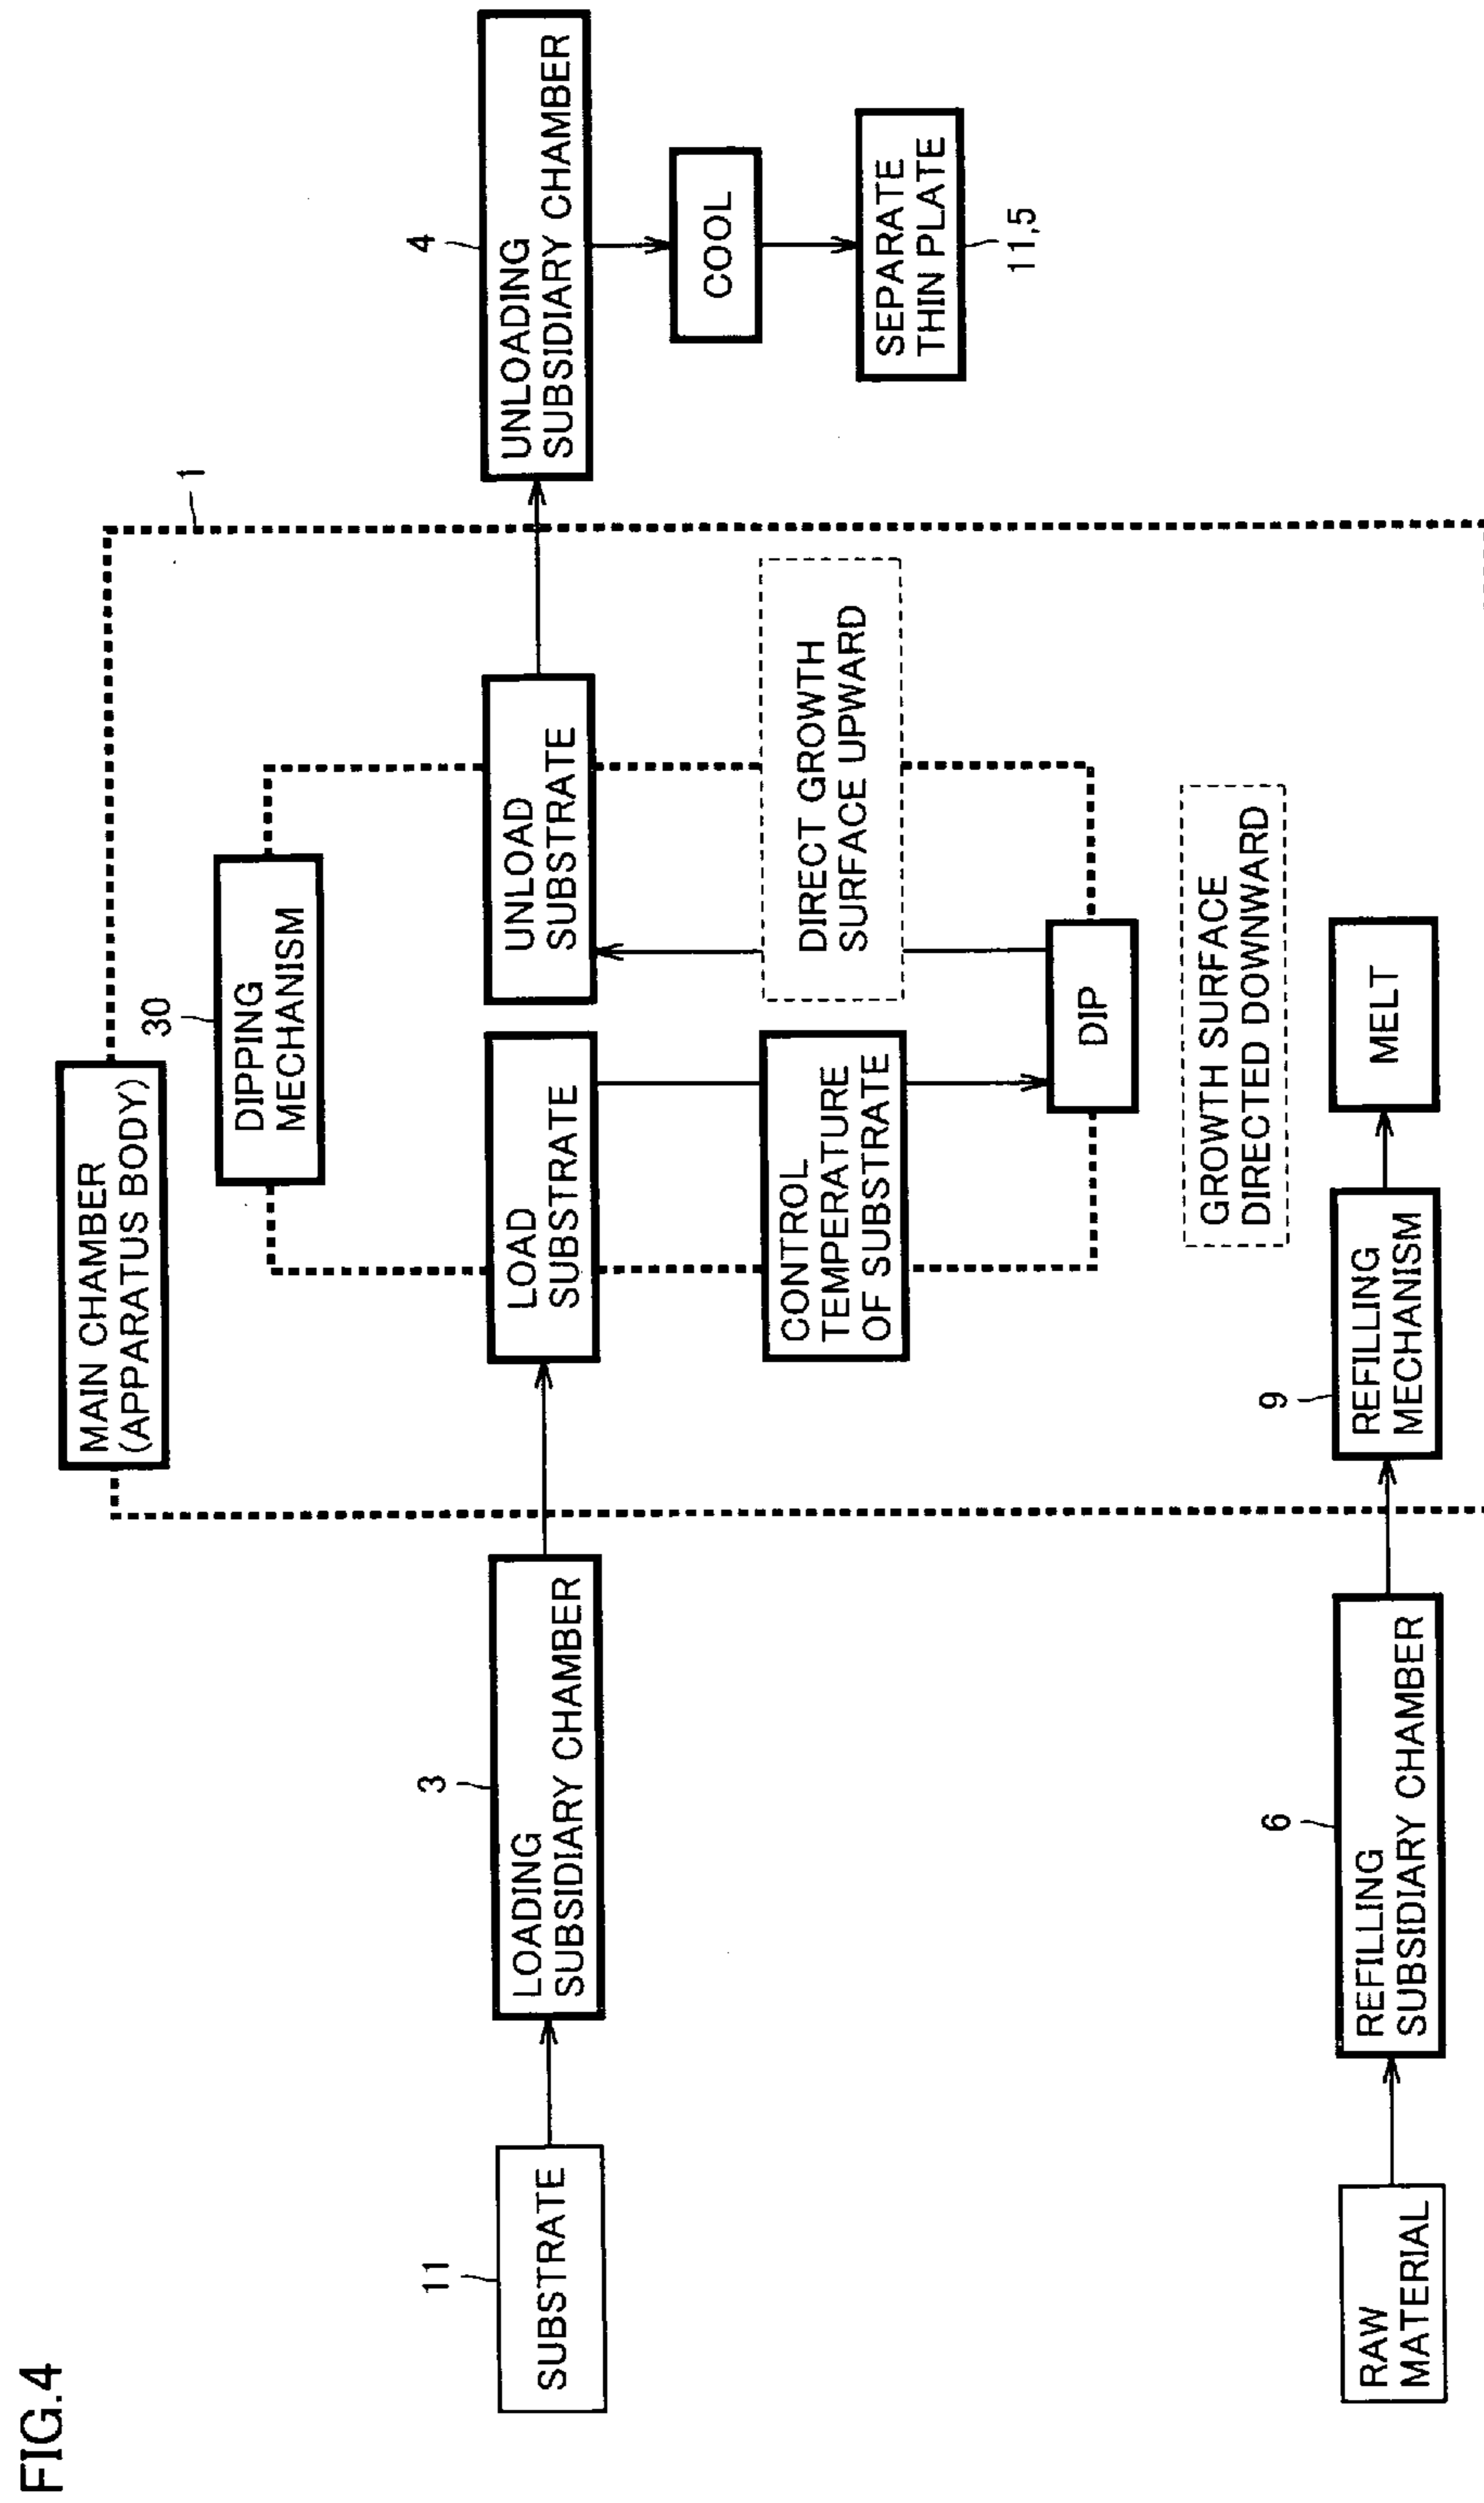 FIG.4
MAIN CHAMBER
(APPARATUS BODY)
1
30
DIPPING
MECHANISM
11
SUBSTRATE
3
LOADING
SUBSIDIARY CHAMBER
LOAD
SUBSTRATE
UNLOAD
SUBSTRATE
4
UNLOADING
SUBSIDIARY CHAMBER
COOL
SEPARATE
THIN PLATE
11,5
CONTROL
TEMPERATURE
OF SUBSTRATE
DIRECT GROWTH
SURFACE UPWARD
DIP
GROWTH SURFACE
DIRECTED DOWNWARD
RAW
MATERIAL
6
REFILLING
SUBSIDIARY CHAMBER
9
REFILLING
MECHANISM
MELT